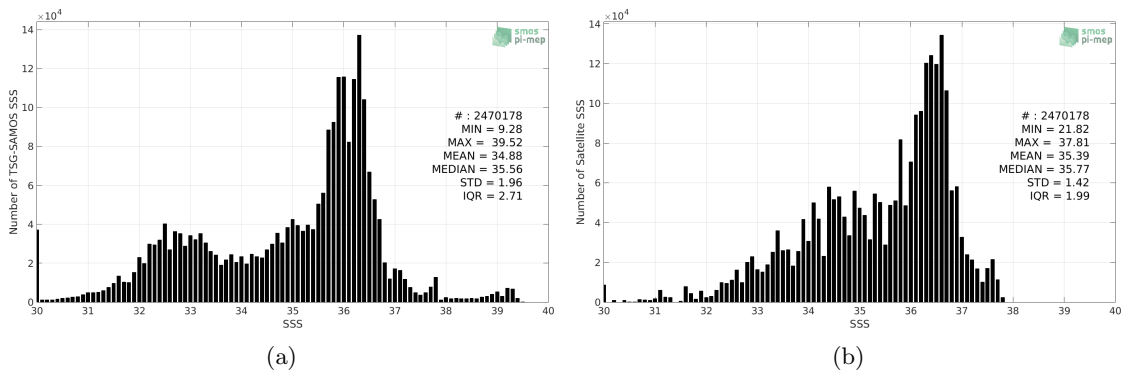 ×10⁴
14
12
10
8
6
4
2
0
Number of TSG-SAMOS SSS
smos
pi-mep
# : 2470178
MIN = 9.28
MAX = 39.52
MEAN = 34.88
MEDIAN = 35.56
STD = 1.96
IQR = 2.71
30 31 32 33 34 35 36 37 38 39 40
SSS
(a)
×10⁴
14
12
10
8
6
4
2
0
Number of Satellite SSS
smos
pi-mep
# : 2470178
MIN = 21.82
MAX = 37.81
MEAN = 35.39
MEDIAN = 35.77
STD = 1.42
IQR = 1.99
30 31 32 33 34 35 36 37 38 39 40
SSS
(b)